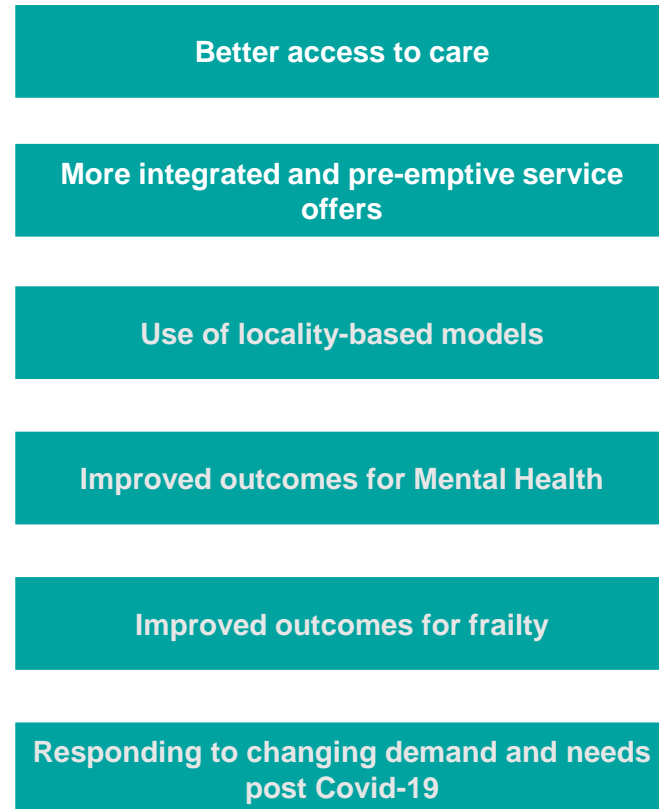 Better access to care
More integrated and pre-emptive service
offers
Use of locality-based models
Improved outcomes for Mental Health
Improved outcomes for frailty
Responding to changing demand and needs
post Covid-19